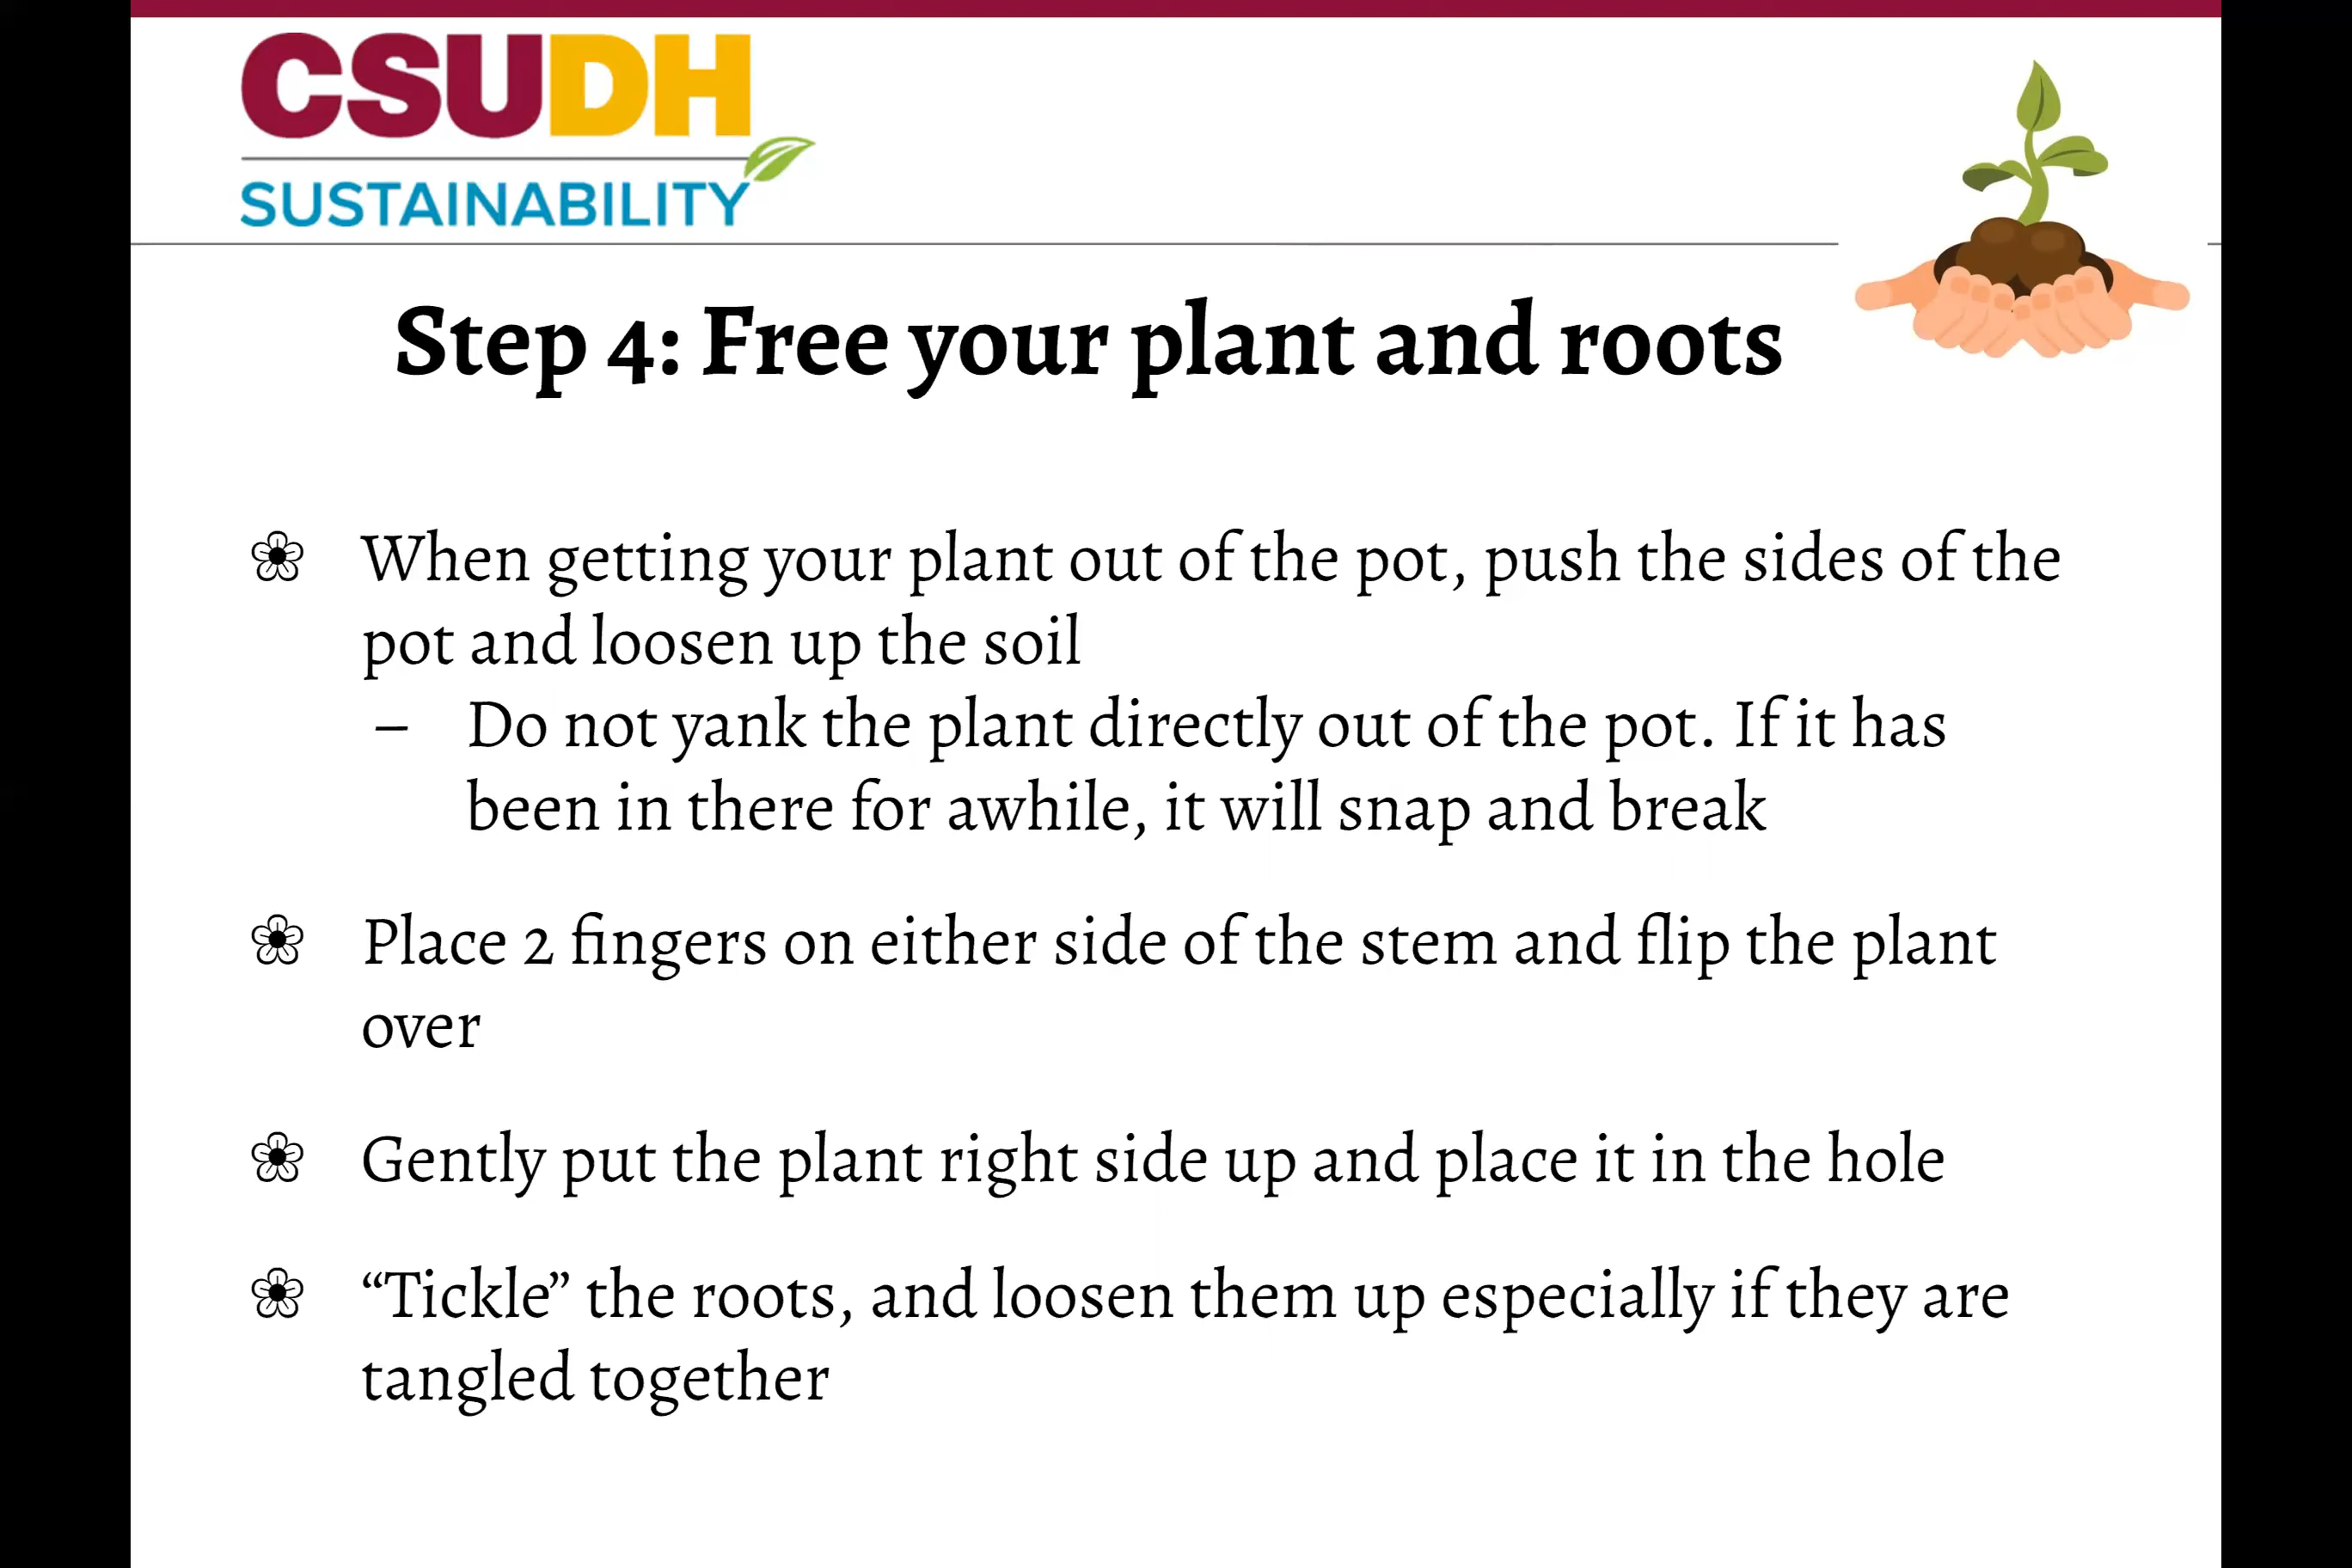 CSUDH
SUSTAINABILITY
Step 4: Free your plant and roots
When getting your plant out of the pot, push the sides of the
pot and loosen up the soil
– Do not yank the plant directly out of the pot. If it has
been in there for awhile, it will snap and break
Place 2 fingers on either side of the stem and flip the plant
over
Gently put the plant right side up and place it in the hole
“Tickle” the roots, and loosen them up especially if they are
tangled together